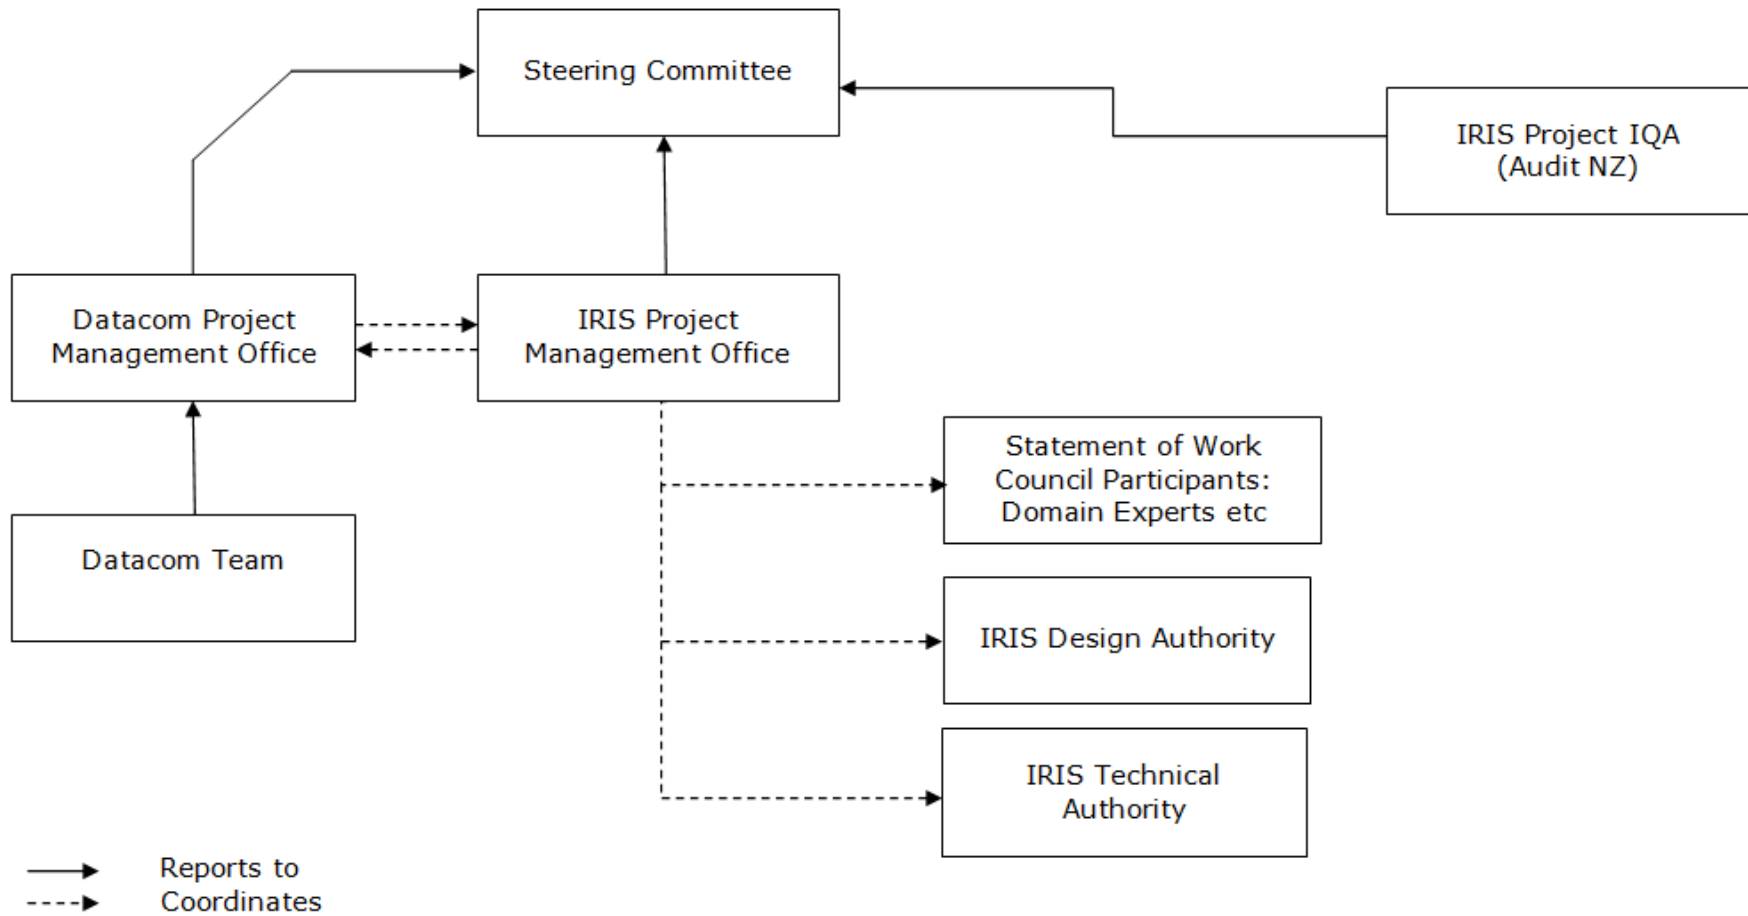 Steering Committee
IRIS Project IQA
(Audit NZ)
Datacom Project
Management Office
IRIS Project
Management Office
Statement of Work
Council Participants:
Domain Experts etc
Datacom Team
IRIS Design Authority
IRIS Technical
Authority
Reports to
Coordinates